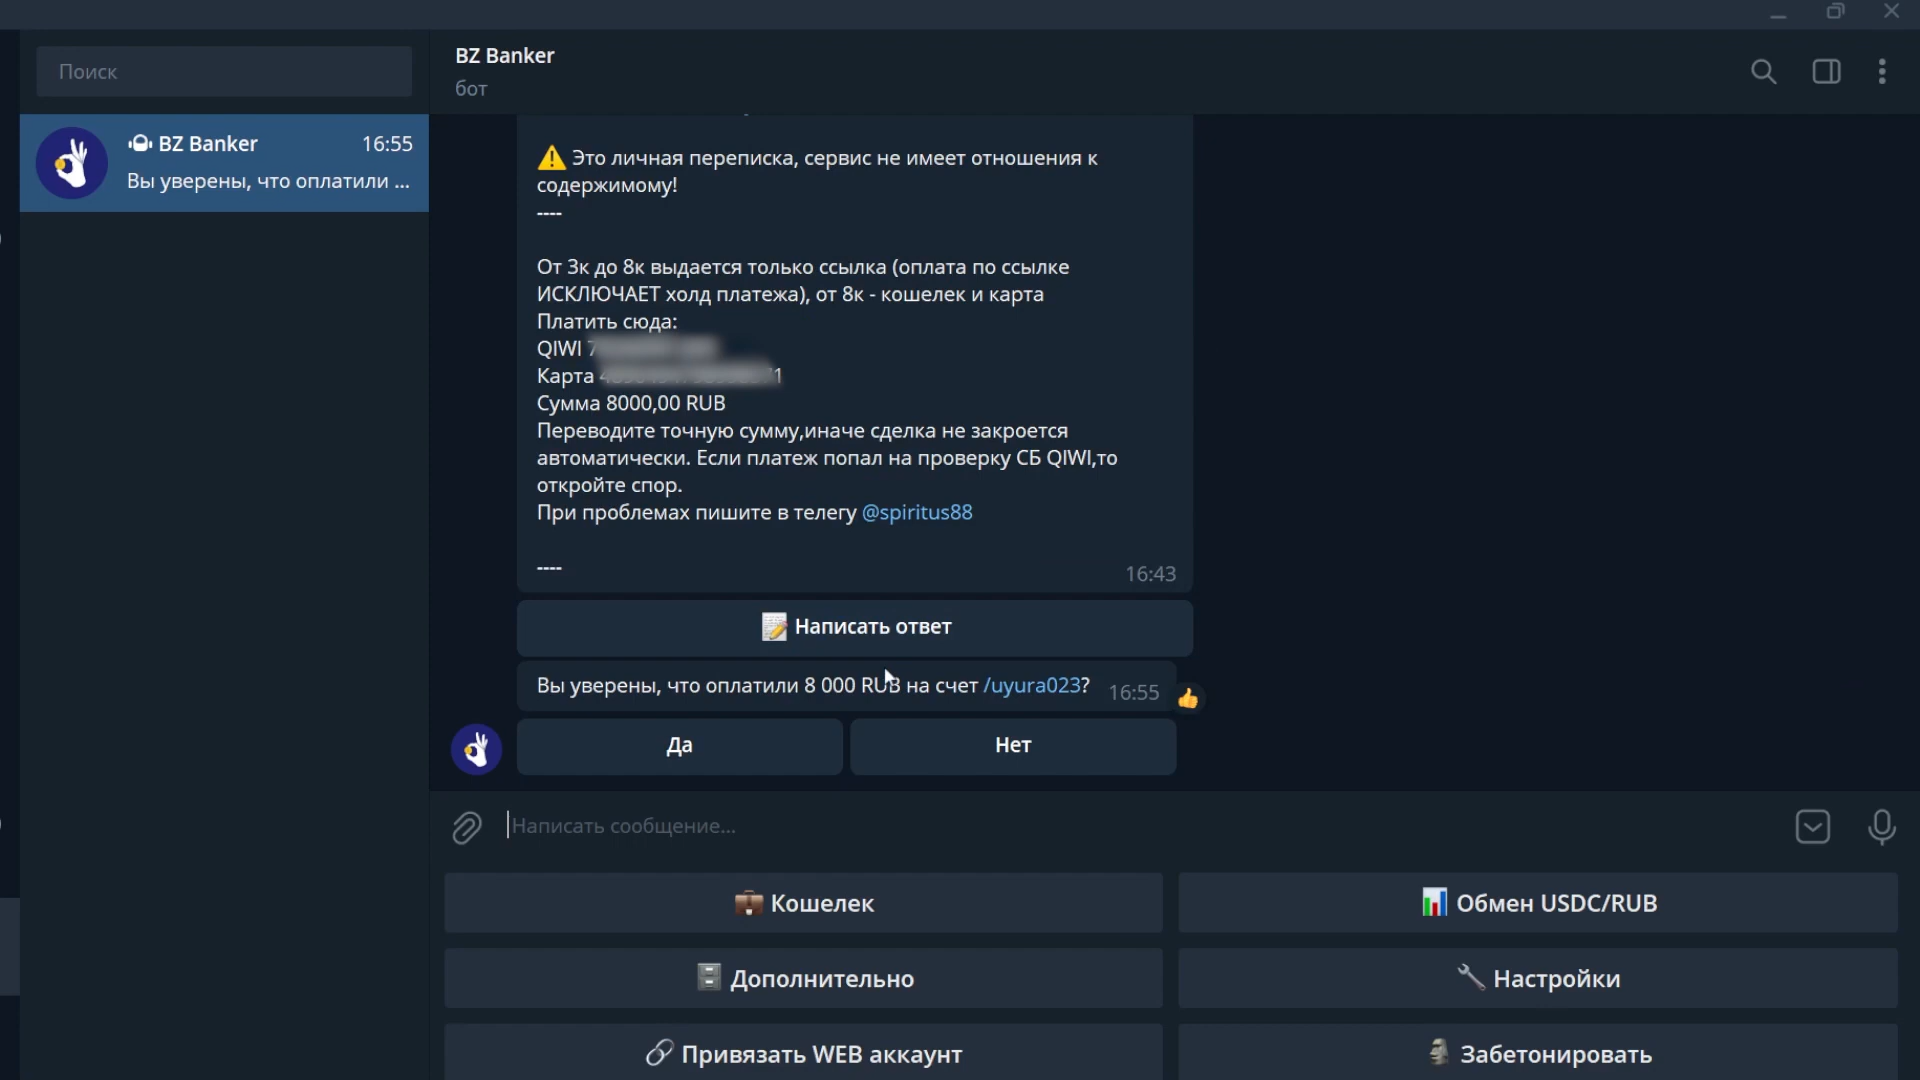 Поиск
BZ Banker
16:55
Вы уверены, что оплатили ...
BZ Banker
бот
⚠️ Это личная переписка, сервис не имеет отношения к
содержимому!
----
От 3к до 8к выдается только ссылка (оплата по ссылке
ИСКЛЮЧАЕТ холд платежа), от 8к - кошелек и карта
Платить сюда:
QIWI
Карта
Сумма 8000,00 RUB
Переводите точную сумму,иначе сделка не закроется
автоматически. Если платеж попал на проверку СБ QIWI,то
откройте спор.
При проблемах пишите в телегу @spiritus88
----
16:43
📝 Написать ответ
Вы уверены, что оплатили 8 000 RUB на счет /uyura023?
16:55 👍
Да
Нет
Написать сообщение...
💼 Кошелек
📊 Обмен USDC/RUB
🗄 Дополнительно
🔧 Настройки
🔗 Привязать WEB аккаунт
🗿 Забетонировать